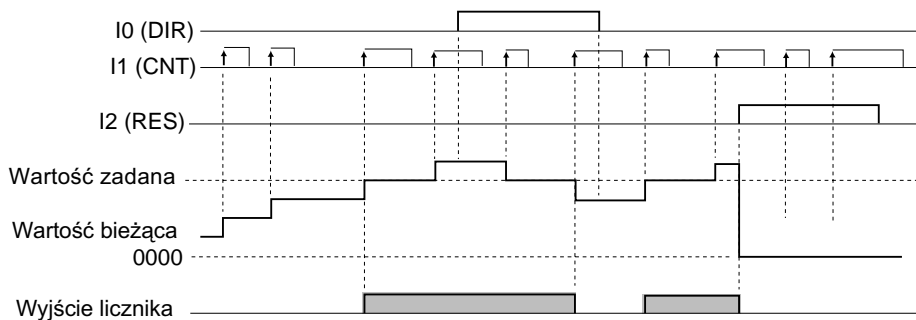 I0 (DIR)
I1 (CNT)
I2 (RES)
Wartość zadana
Wartość bieżąca
0000
Wyjście licznika